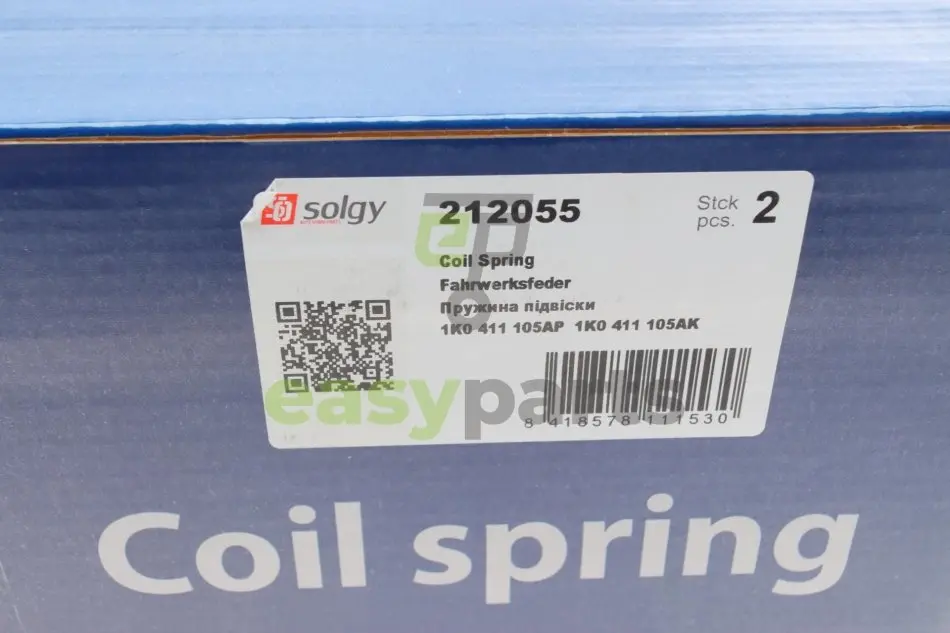 solgy
212055
Stck
pcs. 2
Coil Spring
Fahrwerksfeder
Пружина підвіски
1K0 411 105AP 1K0 411 105AK
easyparts
8 418578 111530
Coil spring